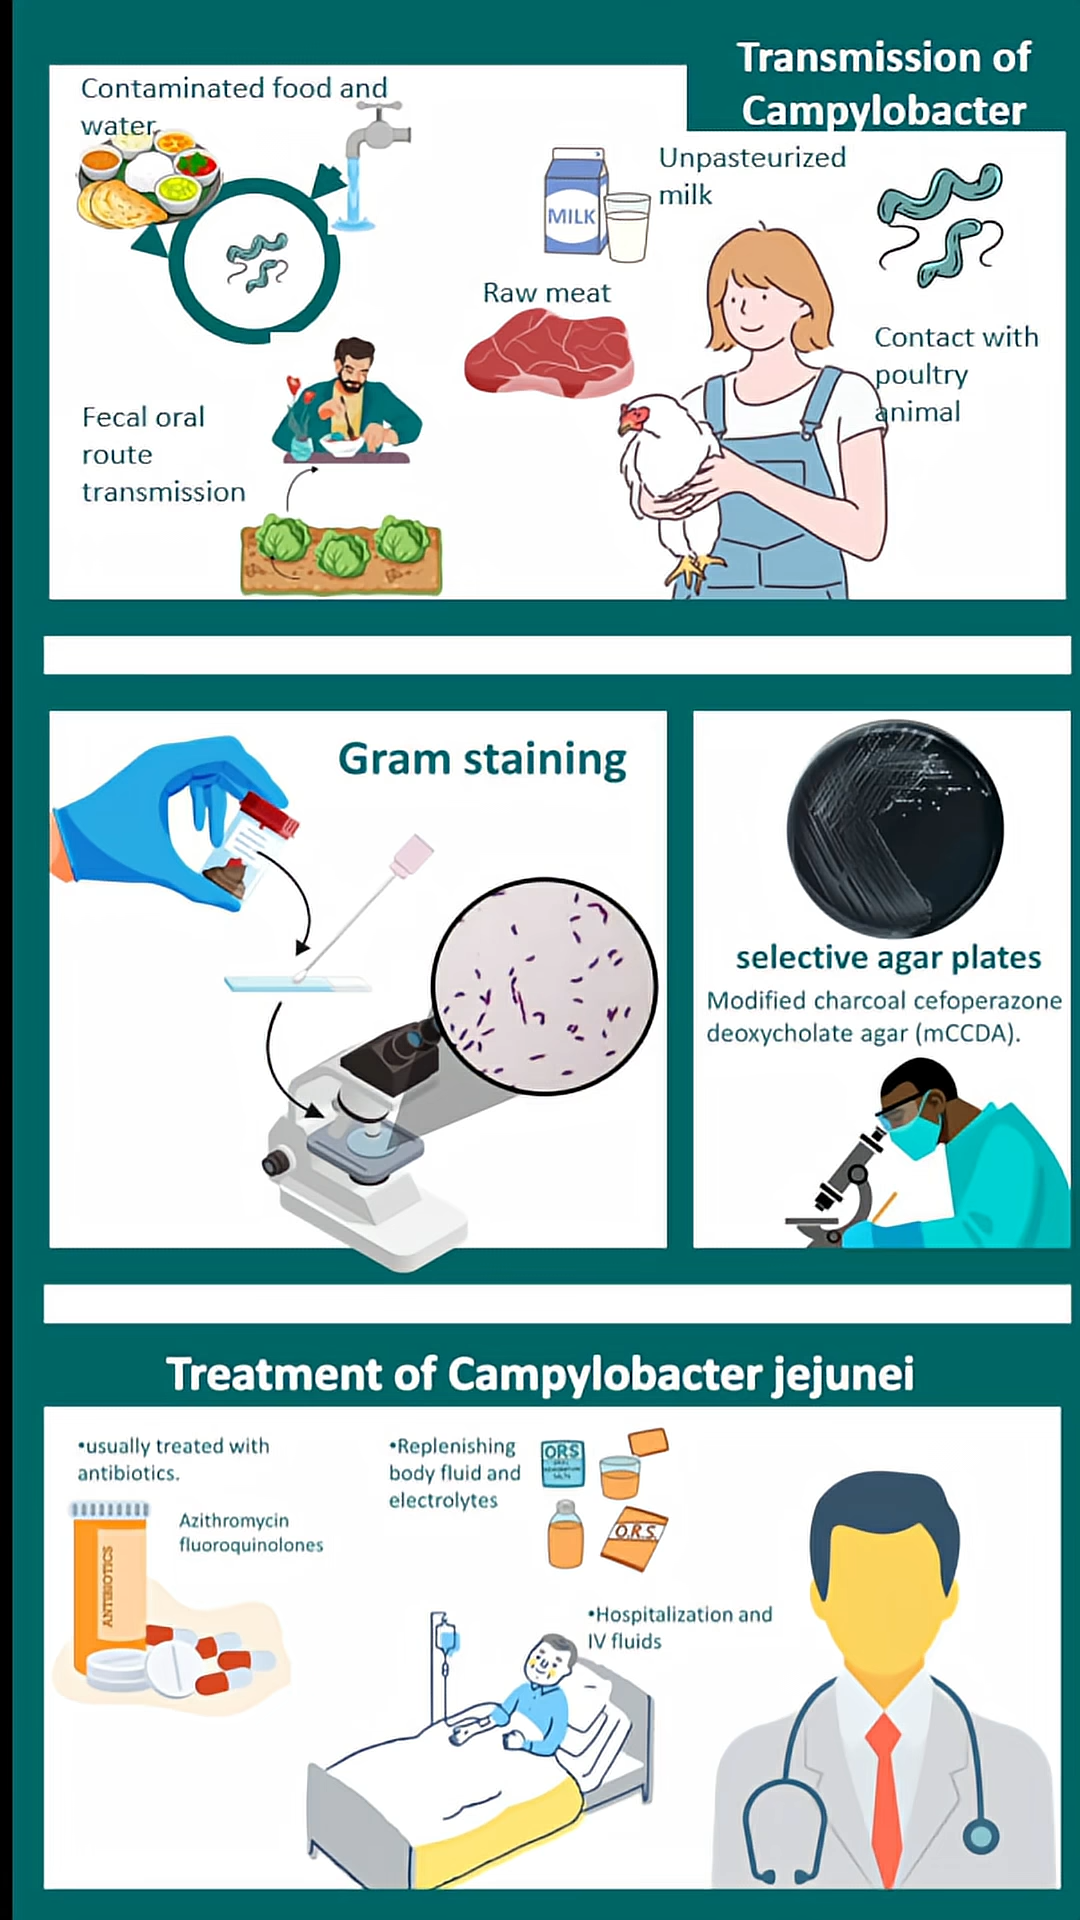 Transmission of
Campylobacter
Contaminated food and
water
Unpasteurized
milk
MILK
Raw meat
Contact with
poultry
animal
Fecal oral
route
transmission
Gram staining
selective agar plates
Modified charcoal cefoperazone
deoxycholate agar (mCCDA).
Treatment of Campylobacter jejunei
•usually treated with
antibiotics.
Azithromycin
fluoroquinolones
ANTIBIOTICS
•Replenishing
body fluid and
electrolytes
ORS
O.R.S.
•Hospitalization and
IV fluids